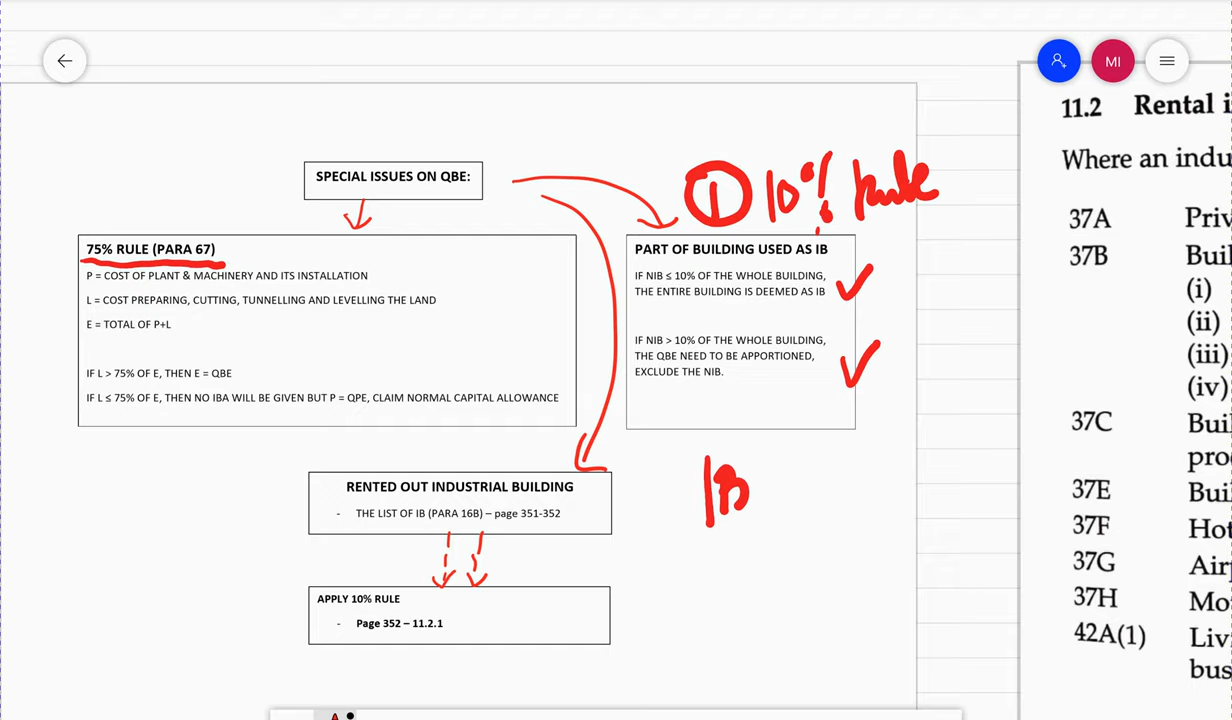 MI
SPECIAL ISSUES ON QBE:
① 10% Rule
75% RULE (PARA 67)
P = COST OF PLANT & MACHINERY AND ITS INSTALLATION
L = COST PREPARING, CUTTING, TUNNELLING AND LEVELLING THE LAND
E = TOTAL OF P+L
IF L > 75% OF E, THEN E = QBE
IF L ≤ 75% OF E, THEN NO IBA WILL BE GIVEN BUT P = QPE, CLAIM NORMAL CAPITAL ALLOWANCE
PART OF BUILDING USED AS IB
IF NIB ≤ 10% OF THE WHOLE BUILDING,
THE ENTIRE BUILDING IS DEEMED AS IB
IF NIB > 10% OF THE WHOLE BUILDING,
THE QBE NEED TO BE APPORTIONED,
EXCLUDE THE NIB.
RENTED OUT INDUSTRIAL BUILDING
- THE LIST OF IB (PARA 16B) – page 351-352
IB
APPLY 10% RULE
- Page 352 – 11.2.1
A
11.2 Rental i
Where an indu
37A Priv
37B Buil
(i)
(ii)
(iii)
(iv)
37C Buil
pro
37E Buil
37F Hot
37G Airp
37H Mo
42A(1) Livi
bus